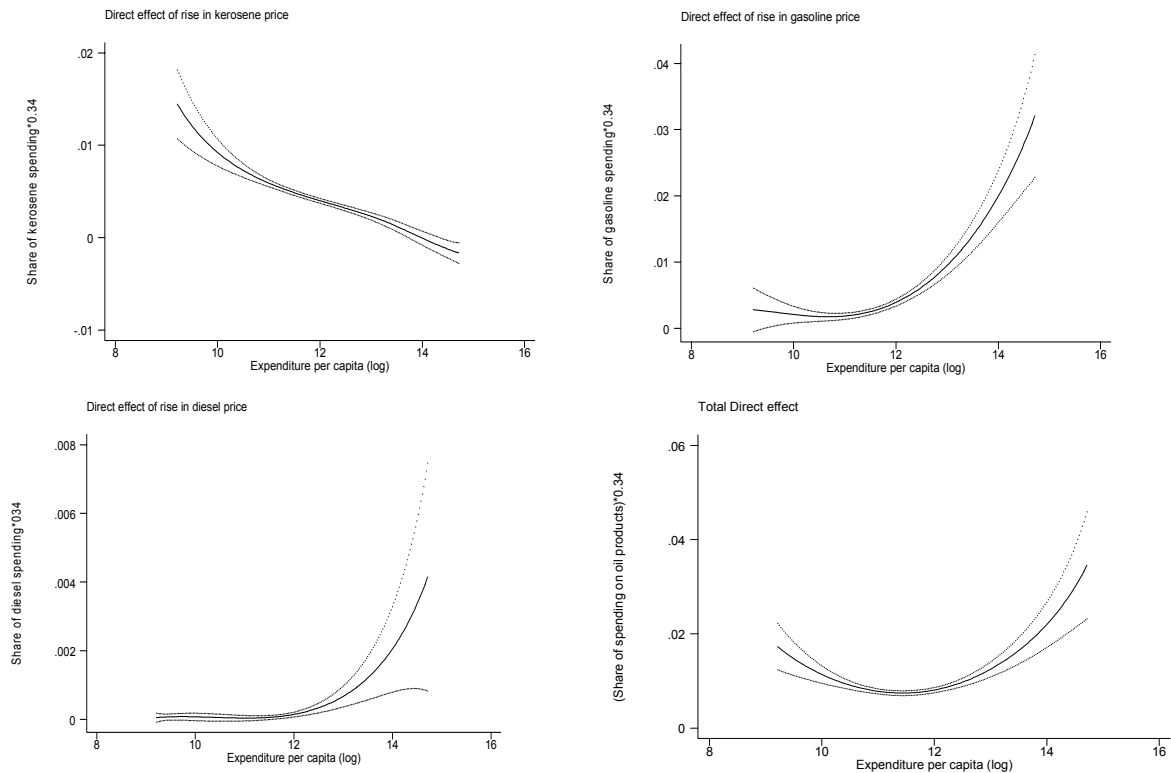 Direct effect of rise in kerosene price
Share of kerosene spending*0.34
.02
.01
0
-.01
8 10 12 14 16
Expenditure per capita (log)
Direct effect of rise in gasoline price
Share of gasoline spending*0.34
.04
.03
.02
.01
0
8 10 12 14 16
Expenditure per capita (log)
Direct effect of rise in diesel price
Share of diesel spending*034
.008
.006
.004
.002
0
8 10 12 14 16
Expenditure per capita (log)
Total Direct effect
(Share of spending on oil products)*0.34
.06
.04
.02
0
8 10 12 14 16
Expenditure per capita (log)